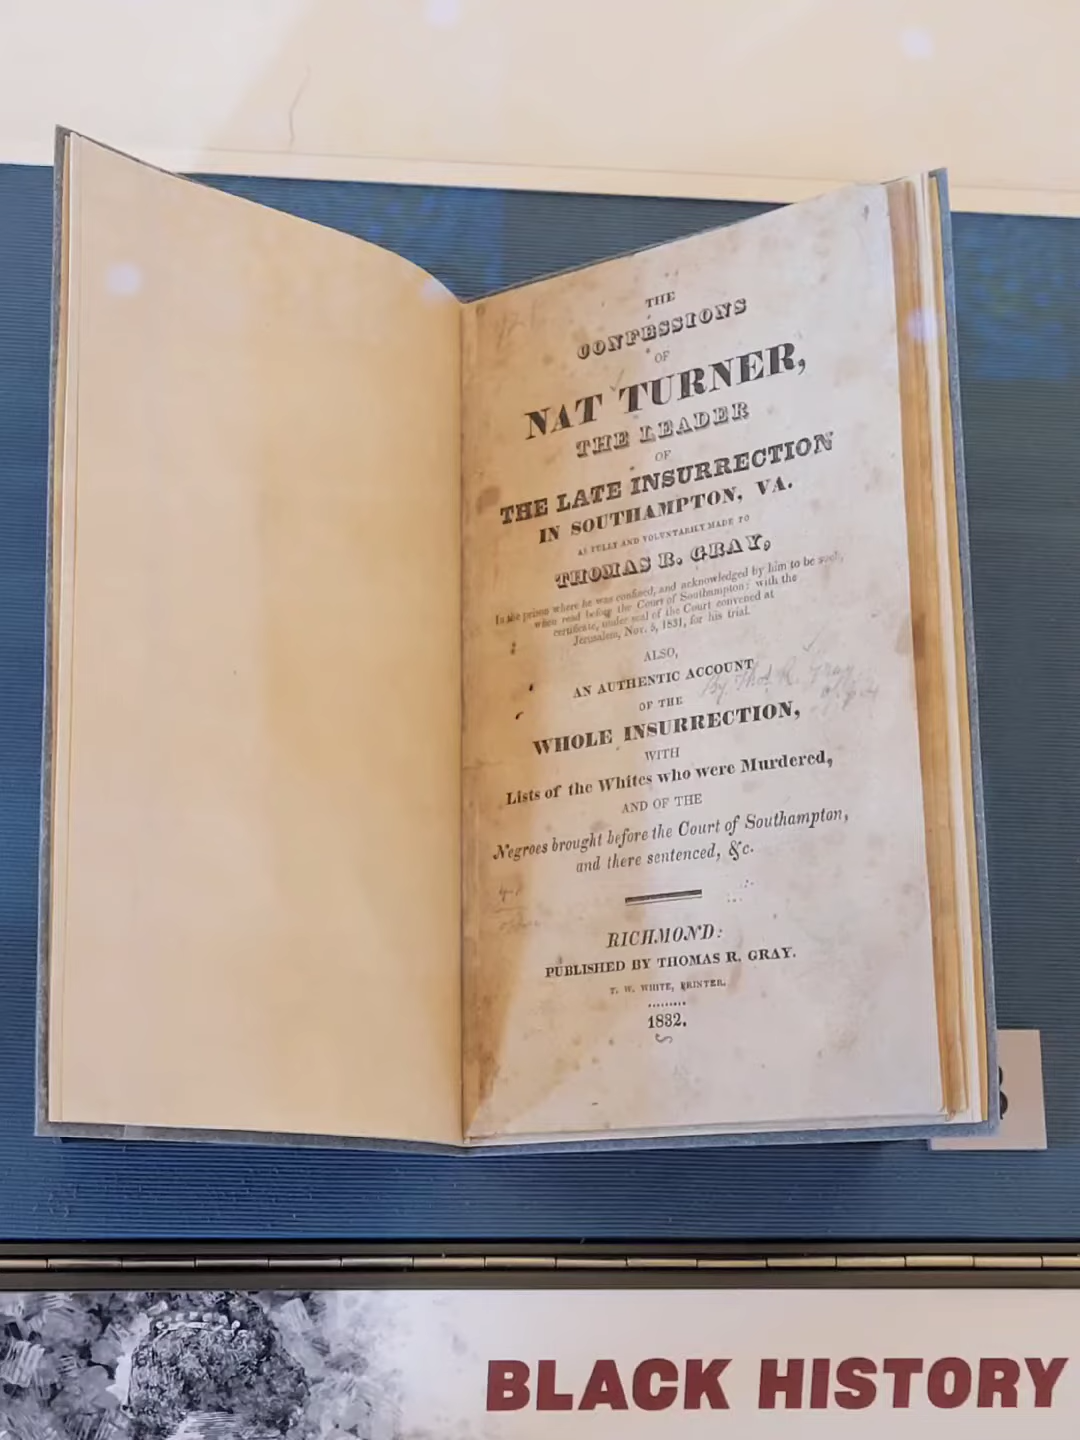 THE
CONFESSIONS
OF
NAT TURNER,
THE LEADER
OF
THE LATE INSURRECTION
IN SOUTHAMPTON, VA.
AS FULLY AND VOLUNTARILY MADE TO
THOMAS R. GRAY,
In the prison where he was confined, and acknowledged by him to be such,
when read before the Court of Southampton: with the
certificate, under seal of the Court convened at
Jerusalem, Nov. 5, 1831, for his trial.
ALSO,
AN AUTHENTIC ACCOUNT
By Thos R. Gray
OF THE
WHOLE INSURRECTION,
WITH
Lists of the Whites who were Murdered,
AND OF THE
Negroes brought before the Court of Southampton,
and there sentenced, &c.
RICHMOND:
PUBLISHED BY THOMAS R. GRAY.
T. W. WHITE, PRINTER.
1832.
BLACK HISTORY